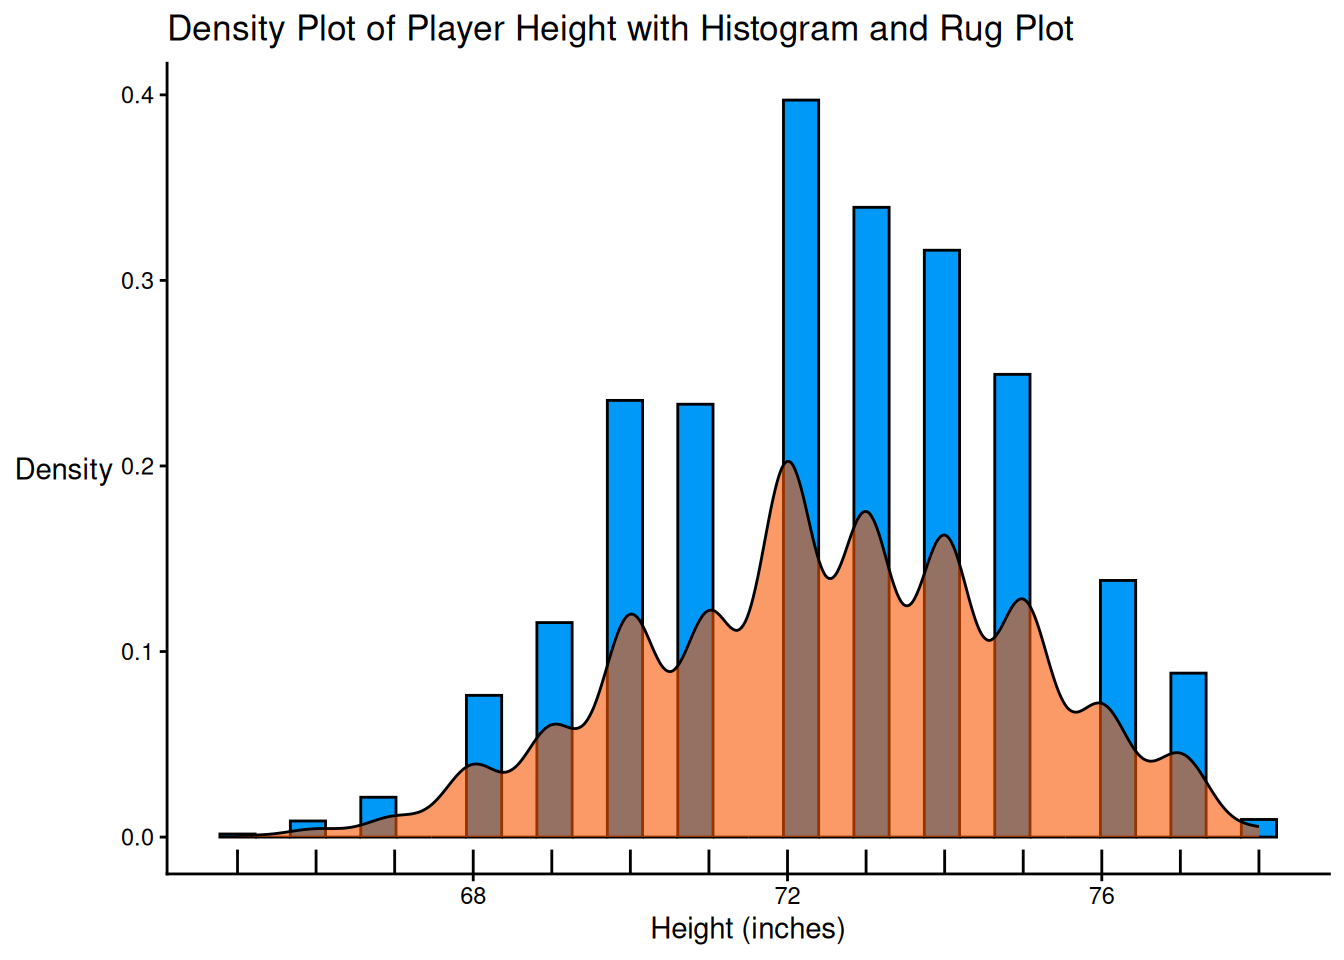 Density Plot of Player Height with Histogram and Rug Plot
0.4
0.3
Density 0.2
0.1
0.0
68 72 76
Height (inches)